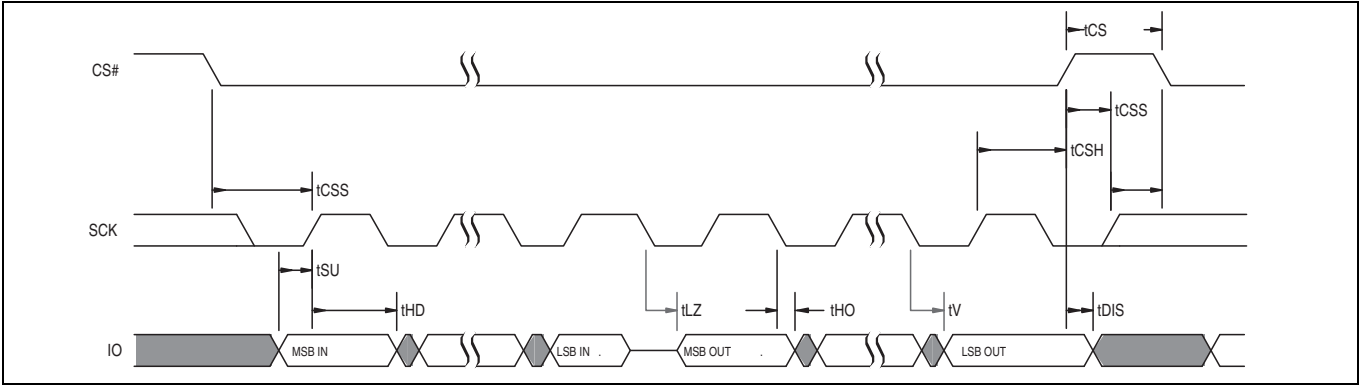 tCS
CS#
tCSS
tCSH
tCSS
SCK
tSU
tHD
tLZ
tHO
tV
tDIS
IO
MSB IN
LSB IN .
MSB OUT .
LSB OUT